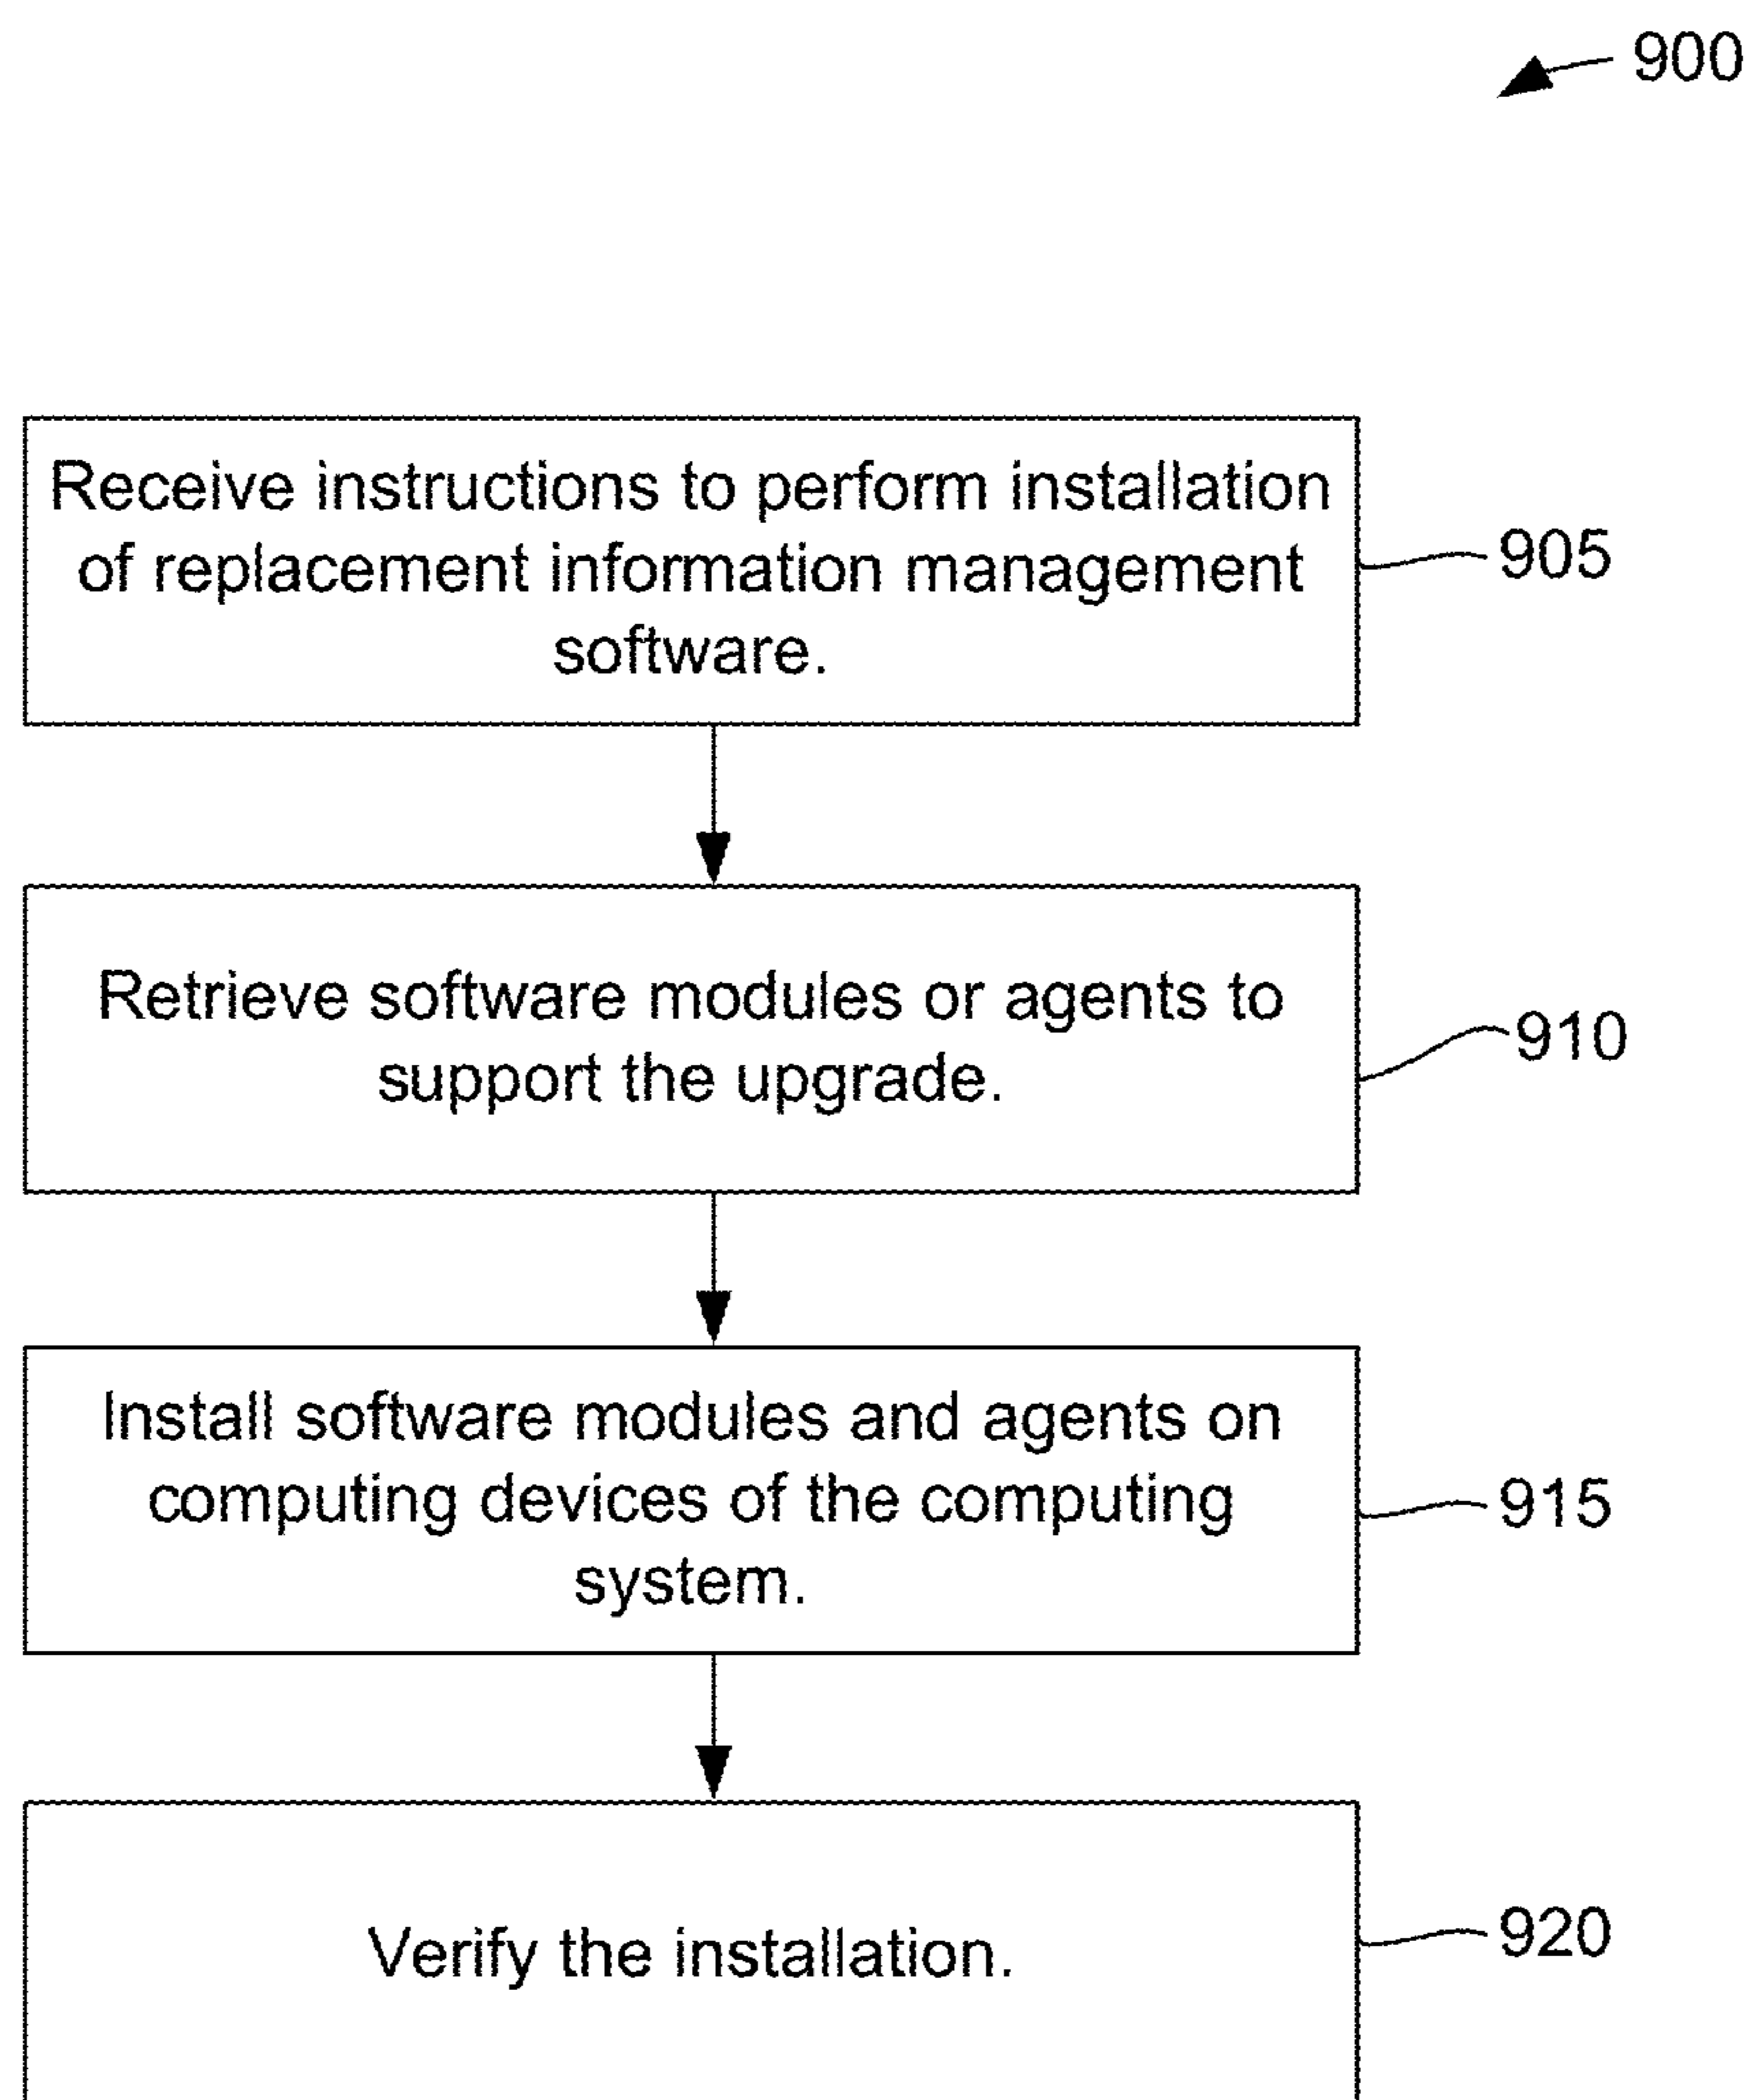 900
Receive instructions to perform installation
of replacement information management
software.
905
Retrieve software modules or agents to
support the upgrade.
910
Install software modules and agents on
computing devices of the computing
system.
915
Verify the installation.
920